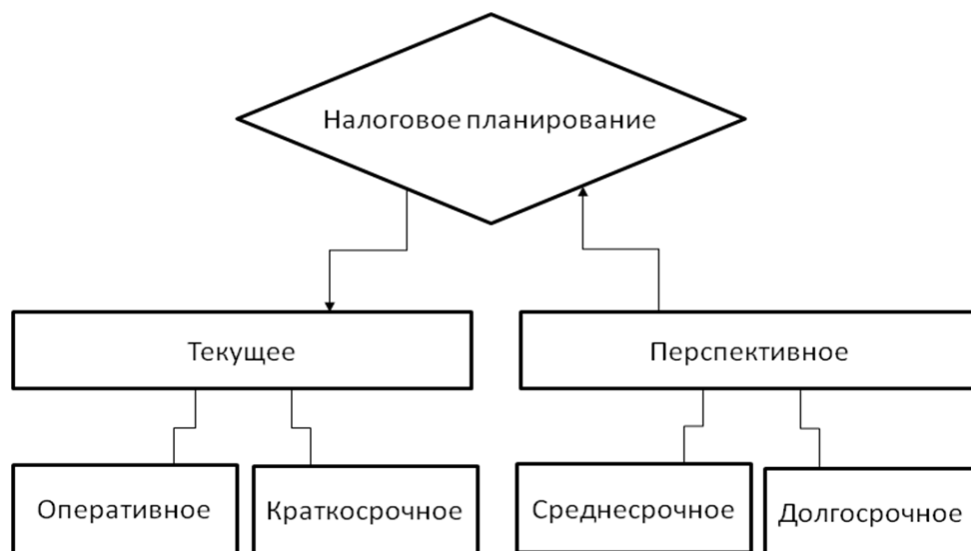 Налоговое планирование
Текущее
Перспективное
Оперативное
Краткосрочное
Среднесрочное
Долгосрочное